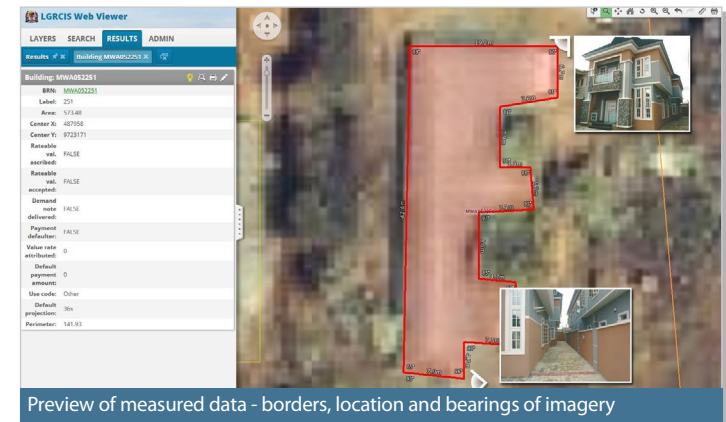 LGRCIS Web Viewer
LAYERS SEARCH RESULTS ADMIN
Results Building MWA052251
Building: MWA052251
BRN: MWA052251
Label: 251
Area: 573.48
Center X: 487958
Center Y: 9723171
Rateable
val. ascribed: FALSE
Rateable
val. accepted: FALSE
Demand
note
delivered: FALSE
Payment
defaulter: FALSE
Value rate
attributed: 0
Default
payment
amount: 0
Use code: Other
Default
projection: 36s
Perimeter: 141.93
Preview of measured data - borders, location and bearings of imagery